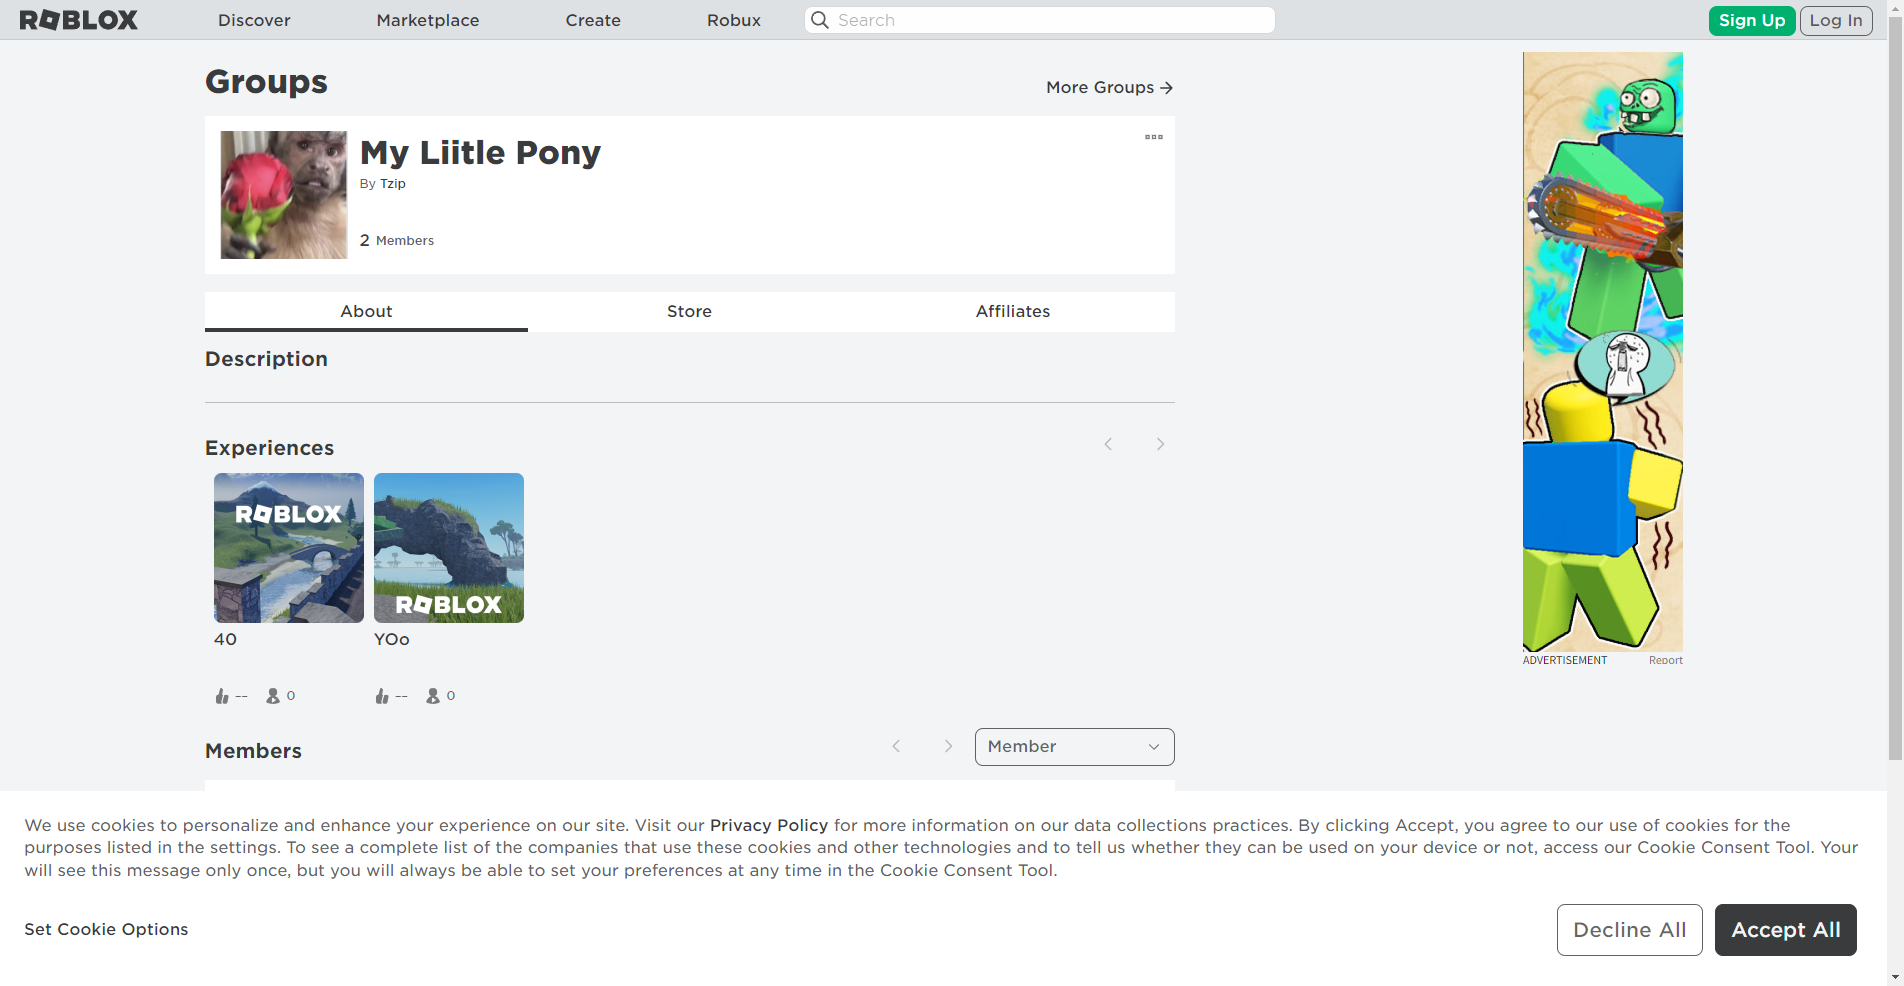 ROBLOX Discover Marketplace Create Robux Search Sign Up Log In
Groups
More Groups
My Liitle Pony
By Tzip
2 Members
About Store Affiliates
Description
Experiences
ROBLOX
ROBLOX
40 YOo
-- 0 -- 0
Members
Member
ADVERTISEMENT Report
We use cookies to personalize and enhance your experience on our site. Visit our Privacy Policy for more information on our data collections practices. By clicking Accept, you agree to our use of cookies for the
purposes listed in the settings. To see a complete list of the companies that use these cookies and other technologies and to tell us whether they can be used on your device or not, access our Cookie Consent Tool. Your
will see this message only once, but you will always be able to set your preferences at any time in the Cookie Consent Tool.
Set Cookie Options
Decline All
Accept All